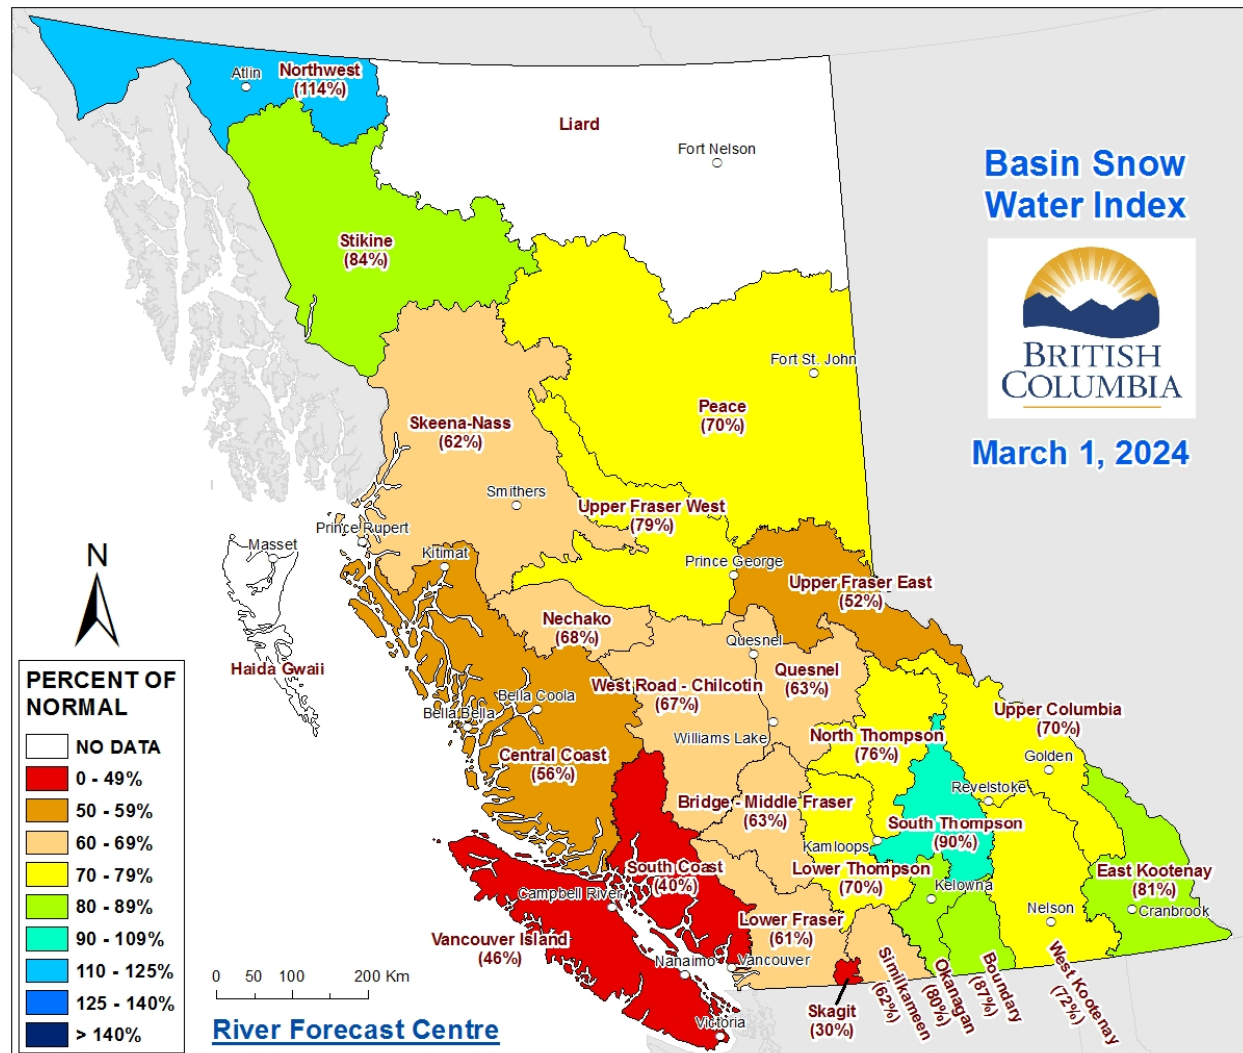 Basin Snow
Water Index
BRITISH
COLUMBIA
March 1, 2024
Atlin
Northwest
(114%)
Liard
Fort Nelson
Stikine
(84%)
Fort St. John
Peace
(70%)
Skeena-Nass
(62%)
Smithers
Upper Fraser West
(79%)
Prince Rupert
Masset
Kitimat
Prince George
Upper Fraser East
(52%)
Nechako
(68%)
Quesnel
Haida Gwaii
Quesnel
(63%)
West Road - Chilcotin
(67%)
Bella Coola
Bella Bella
Williams Lake
Upper Columbia
(70%)
North Thompson
(76%)
Golden
Central Coast
(56%)
Revelstoke
Bridge - Middle Fraser
(63%)
South Thompson
(90%)
Kamloops
South Coast
(40%)
Lower Thompson
(70%)
East Kootenay
(81%)
Campbell River
Kelowna
Nelson
Cranbrook
Lower Fraser
(61%)
Vancouver Island
(46%)
Nanaimo
Vancouver
Victoria
Skagit
(30%)
Similkameen
(62%)
Okanagan
(80%)
Boundary
(87%)
West Kootenay
(72%)
N
PERCENT OF
NORMAL
NO DATA
0 - 49%
50 - 59%
60 - 69%
70 - 79%
80 - 89%
90 - 109%
110 - 125%
125 - 140%
> 140%
0 50 100 200 Km
River Forecast Centre